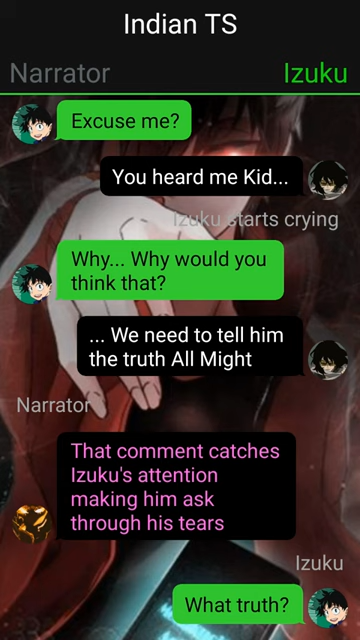 Indian TS
Narrator
Izuku
Excuse me?
You heard me Kid...
Izuku starts crying
Why... Why would you
think that?
... We need to tell him
the truth All Might
Narrator
That comment catches
Izuku's attention
making him ask
through his tears
Izuku
What truth?